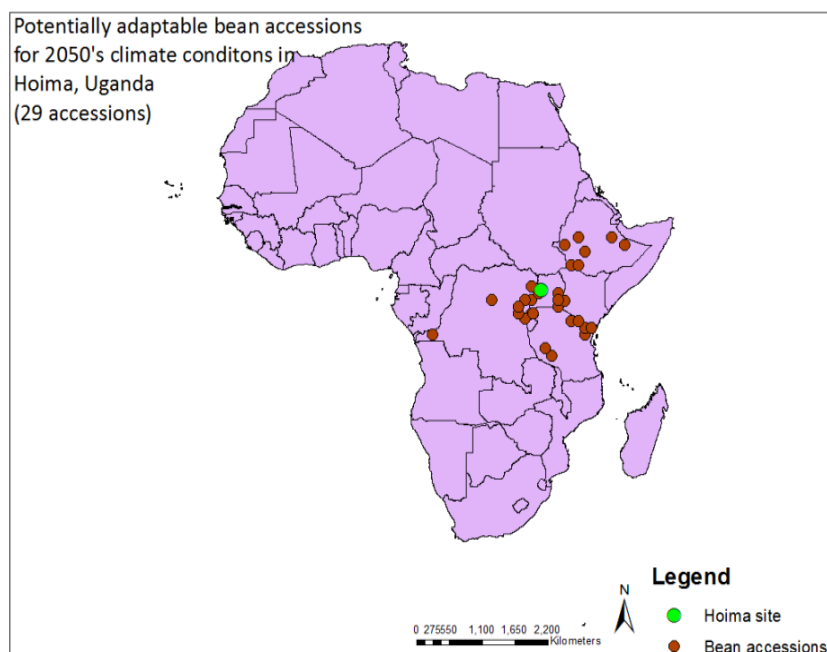 Potentially adaptable bean accessions
for 2050's climate conditons in
Hoima, Uganda
(29 accessions)
Legend
N
Hoima site
0 275550 1,100 1,650 2,200
Kilometers
Bean accessions